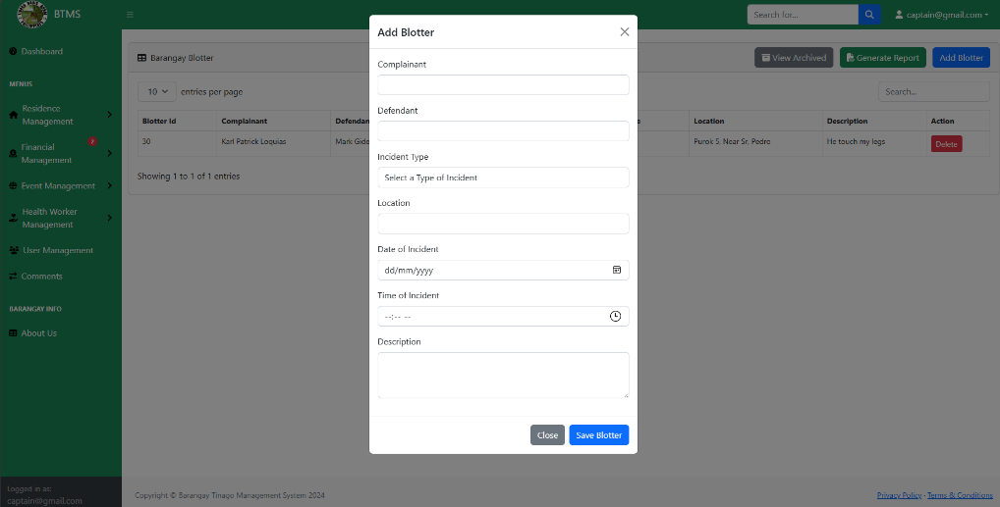 BTMS
Search for...
captain@gmail.com
Dashboard
MENUS
Residence
Management
Financial
Management
Event Management
Health Worker
Management
User Management
Comments
BARANGAY INFO
About Us
Logged in as:
captain@gmail.com
Barangay Blotter
View Archived
Generate Report
Add Blotter
10 entries per page
Search...
Blotter Id Complainant Defendan Location Description Action
30 Karl Patrick Loquias Mark Gide Purok 5, Near Sr. Pedro He touch my legs Delete
Showing 1 to 1 of 1 entries
Add Blotter
Complainant
Defendant
Incident Type
Select a Type of Incident
Location
Date of Incident
dd/mm/yyyy
Time of Incident
--:-- --
Description
Close Save Blotter
Copyright © Barangay Tinago Management System 2024
Privacy Policy · Terms & Conditions